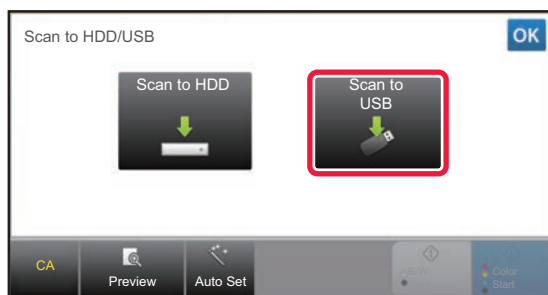 Scan to HDD/USB
OK
Scan to HDD
Scan to
USB
CA
Preview
Auto Set
Color
Start